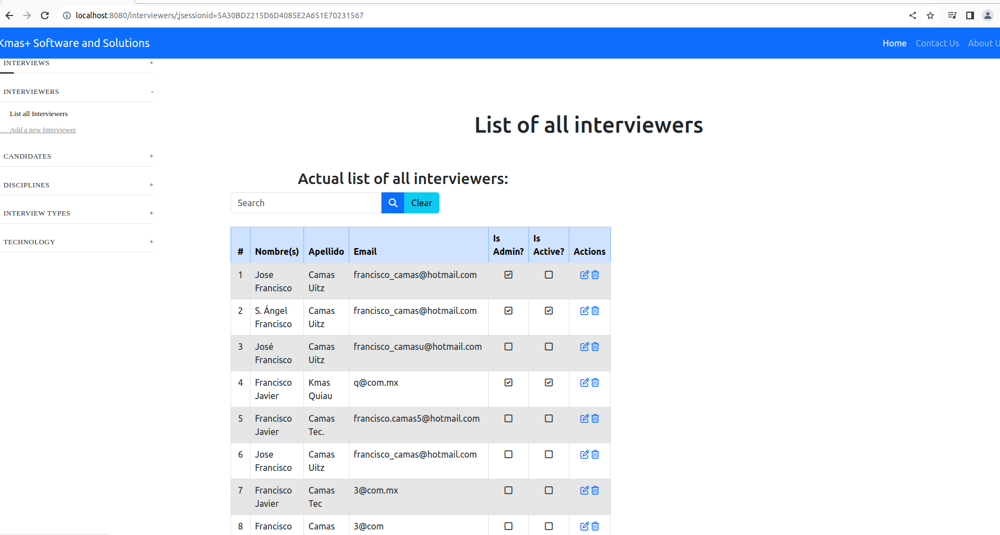 localhost:8080/interviewers/;jsessionid=5A30BD2215D6D4085E2A651E70231567
Kmas+ Software and Solutions
Home Contact Us About U
INTERVIEWS +
INTERVIEWERS -
List all Interviewers
Add a new Interviewer
CANDIDATES +
DISCIPLINES +
INTERVIEW TYPES +
TECHNOLOGY +
List of all interviewers
Actual list of all interviewers:
Search Clear
# Nombre(s) Apellido Email Is Admin? Is Active? Actions
1 Jose Francisco Camas Uitz francisco_camas@hotmail.com
2 S. Ángel Francisco Camas Uitz francisco_camas@hotmail.com
3 José Francisco Camas Uitz francisco_camasu@hotmail.com
4 Francisco Javier Kmas Quiau q@com.mx
5 Francisco Javier Camas Tec. francisco.camas5@hotmail.com
6 Jose Francisco Camas Uitz francisco_camas@hotmail.com
7 Francisco Javier Camas Tec 3@com.mx
8 Francisco Camas 3@com